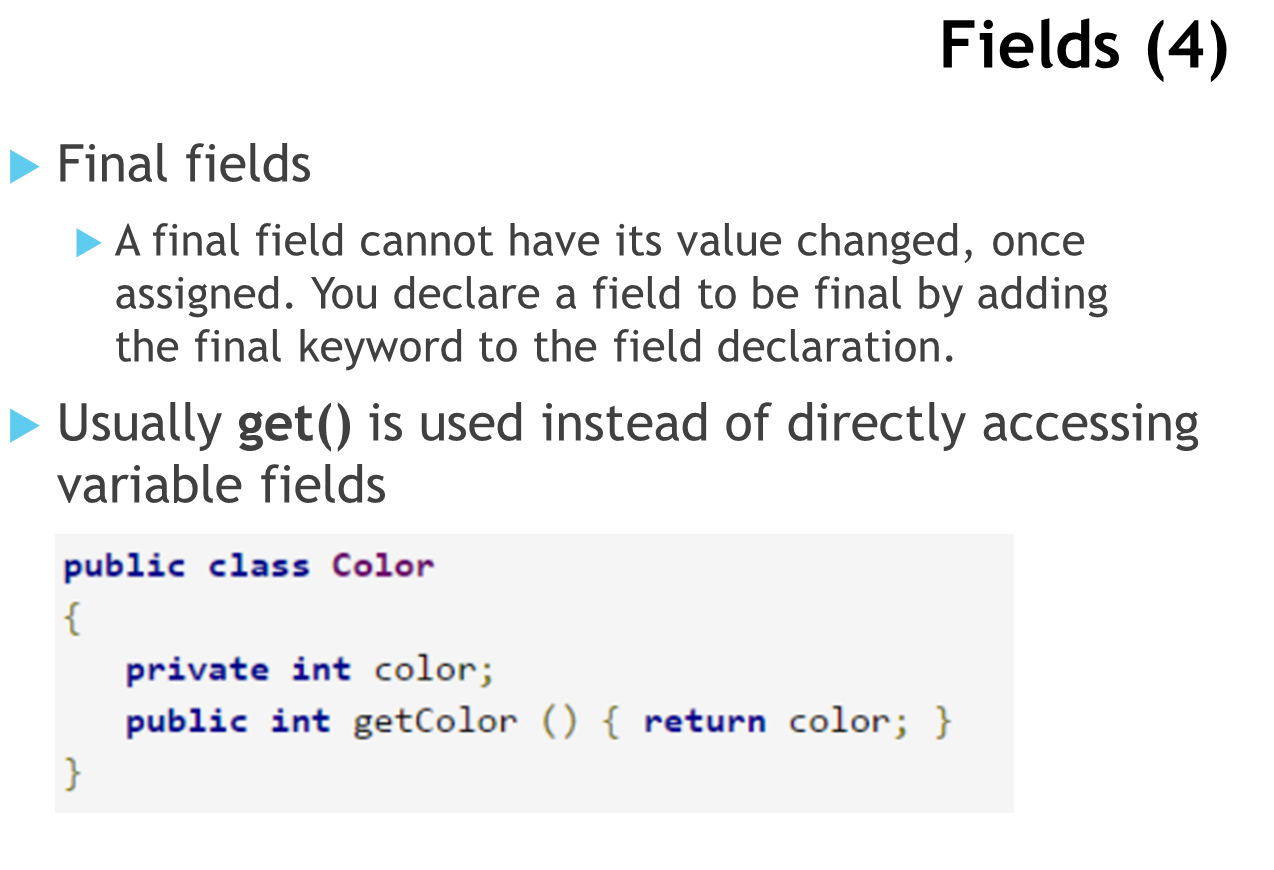 Fields (4)
Final fields
A final field cannot have its value changed, once
assigned. You declare a field to be final by adding
the final keyword to the field declaration.
Usually get() is used instead of directly accessing
variable fields
public class Color
{
private int color;
public int getColor () { return color; }
}